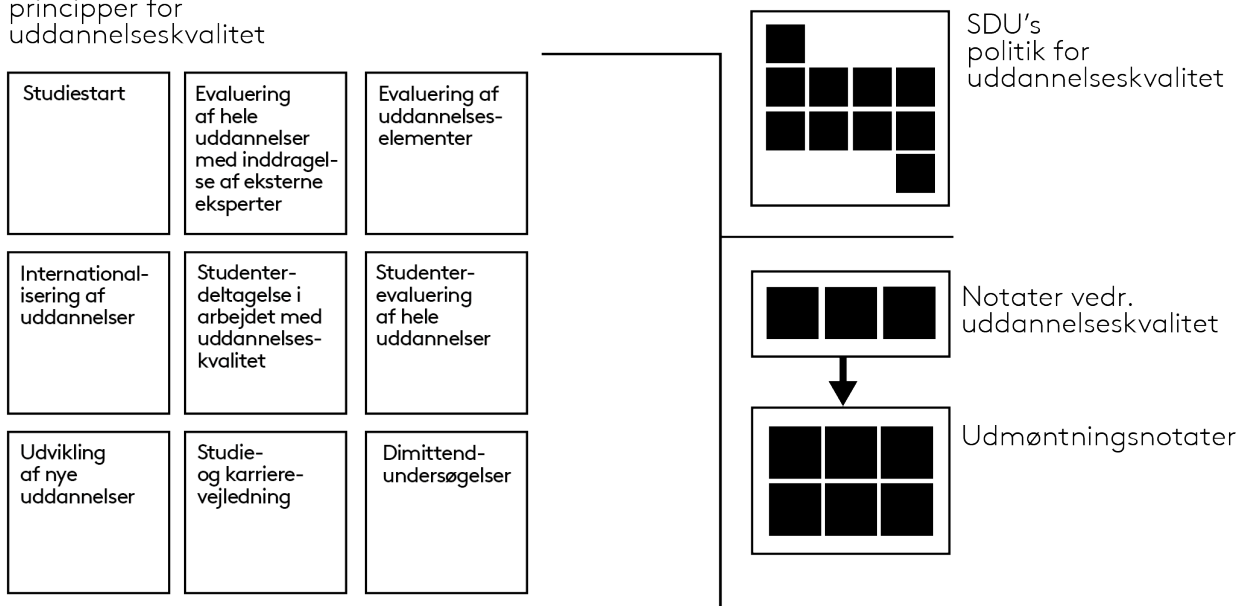 principper for
uddannelseskvalitet
Studiestart
Evaluering
af hele
uddannelser
med inddragel-
se af eksterne
eksperter
Evaluering af
uddannelses-
elementer
International-
isering af
uddannelser
Studenter-
deltagelse i
arbejdet med
uddannelses-
kvalitet
Studenter-
evaluering
af hele
uddannelser
Udvikling
af nye
uddannelser
Studie-
og karriere-
vejledning
Dimittend-
undersøgelser
SDU's
politik for
uddannelseskvalitet
Notater vedr.
uddannelseskvalitet
Udmøntningsnotater